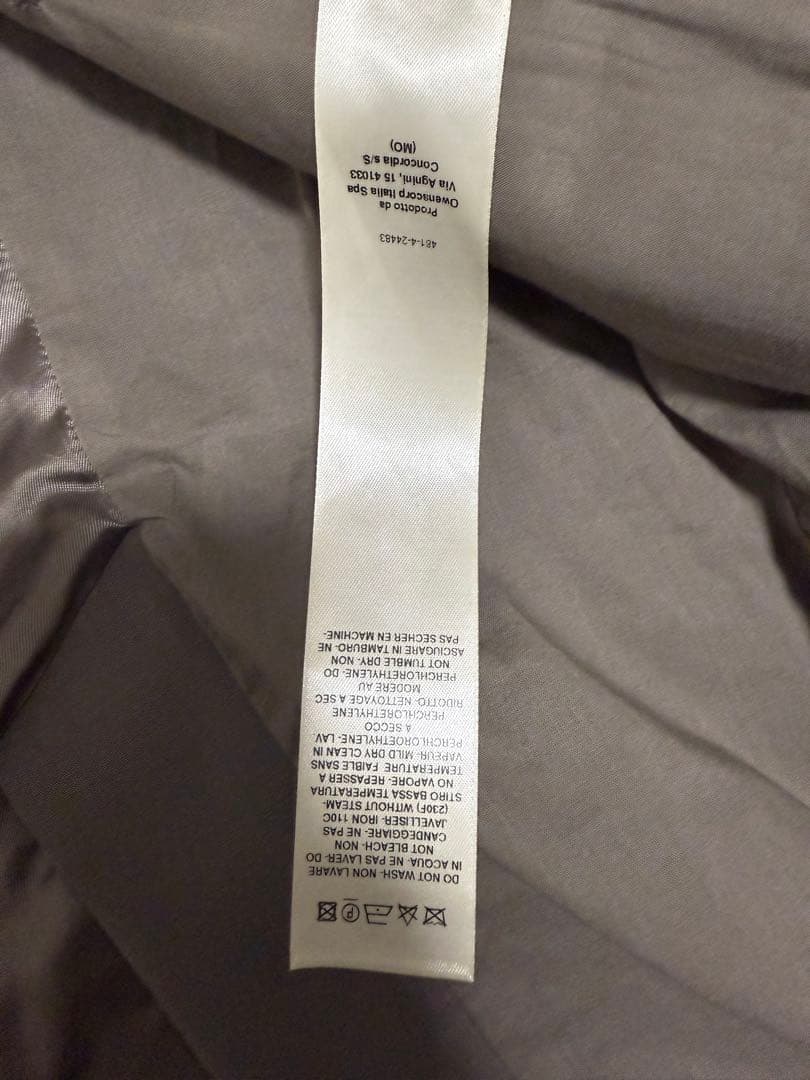 P
DO NOT WASH- NON LAVARE
IN ACQUA- NE PAS LAVER- DO
NOT BLEACH- NON
CANDEGGIARE- NE PAS
JAVELLISER- IRON 110C
(230F) WITHOUT STEAM-
STIRO BASSA TEMPERATURA
NO VAPORE- REPASSER A
TEMPERATURE FAIBLE SANS
VAPEUR- MILD DRY CLEAN IN
PERCHLOROETHYLENE- LAV.
A SECCO
PERCHLORETHYLENE
RIDOTTO- NETTOYAGE A SEC
MODERE AU
PERCHLORETHYLENE- DO
NOT TUMBLE DRY- NON
ASCIUGARE IN TAMBURO- NE
PAS SECHER EN MACHINE-
481-4-24483
Prodotto da
Owenscorp Italia Spa
Via Agnini, 15 41033
Concordia s/S
(MO)